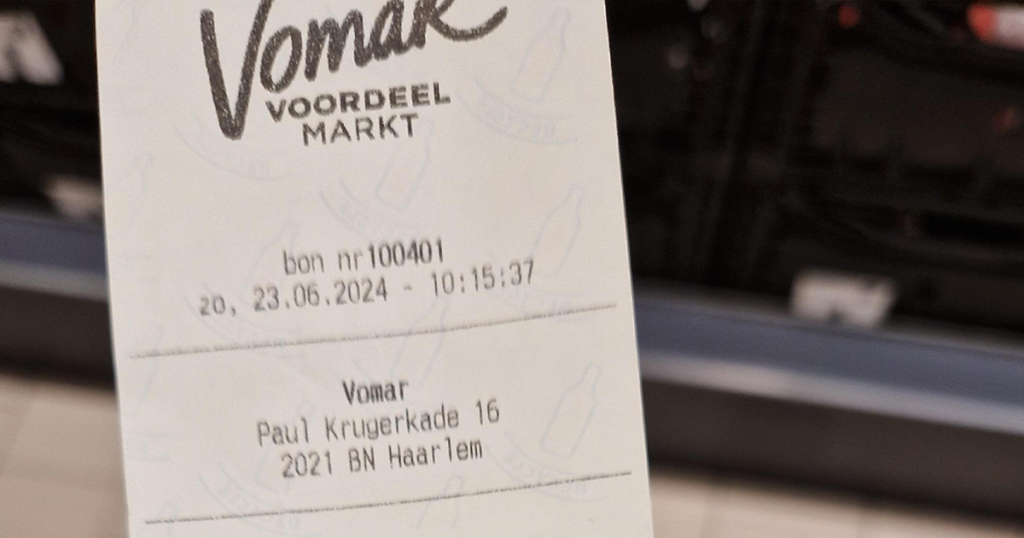 Vomar
VOORDEEL
MARKT
bon nr100401
zo, 23.06.2024 - 10:15:37
Vomar
Paul Krugerkade 16
2021 BN Haarlem